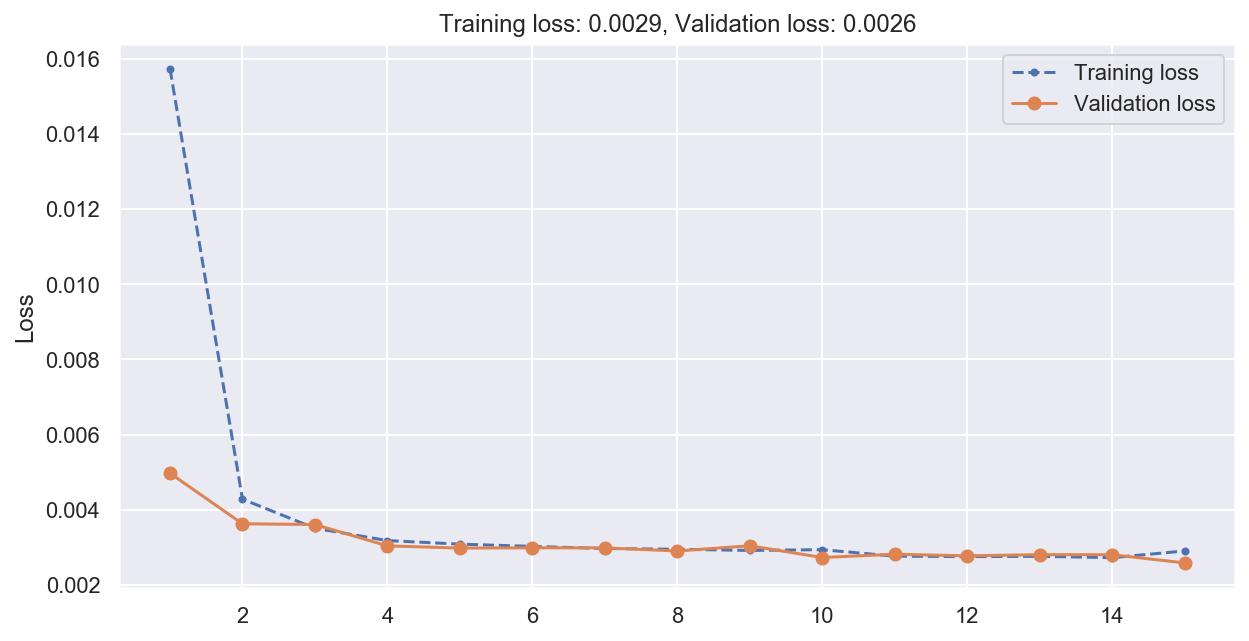 Training loss: 0.0029, Validation loss: 0.0026
Training loss
Validation loss
0.016
0.014
0.012
0.010
0.008
0.006
0.004
0.002
Loss
2 4 6 8 10 12 14